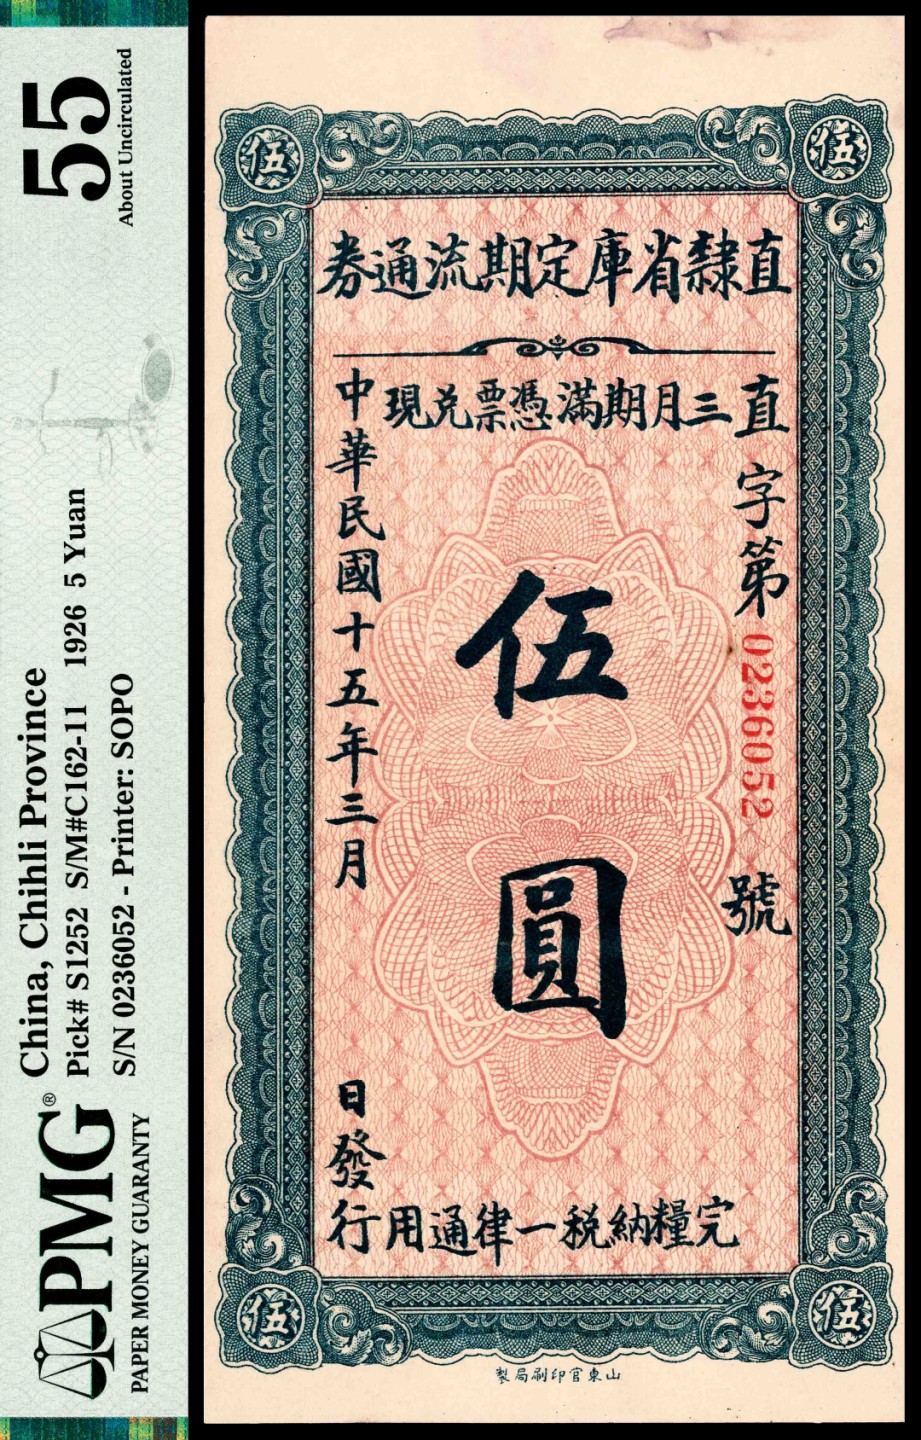 PMG®
PAPER MONEY GUARANTY
China, Chihli Province
Pick# S1252 S/M#C162-11 1926 5 Yuan
S/N 0236052 - Printer: SOPO
55
About Uncirculated
伍
伍
直隸省庫定期流通券
三月期滿憑票兌現
直字第0236052號
伍圓
中華民國十五年三月 日發行
完糧納税一律通用
伍
伍
山東官印刷局製